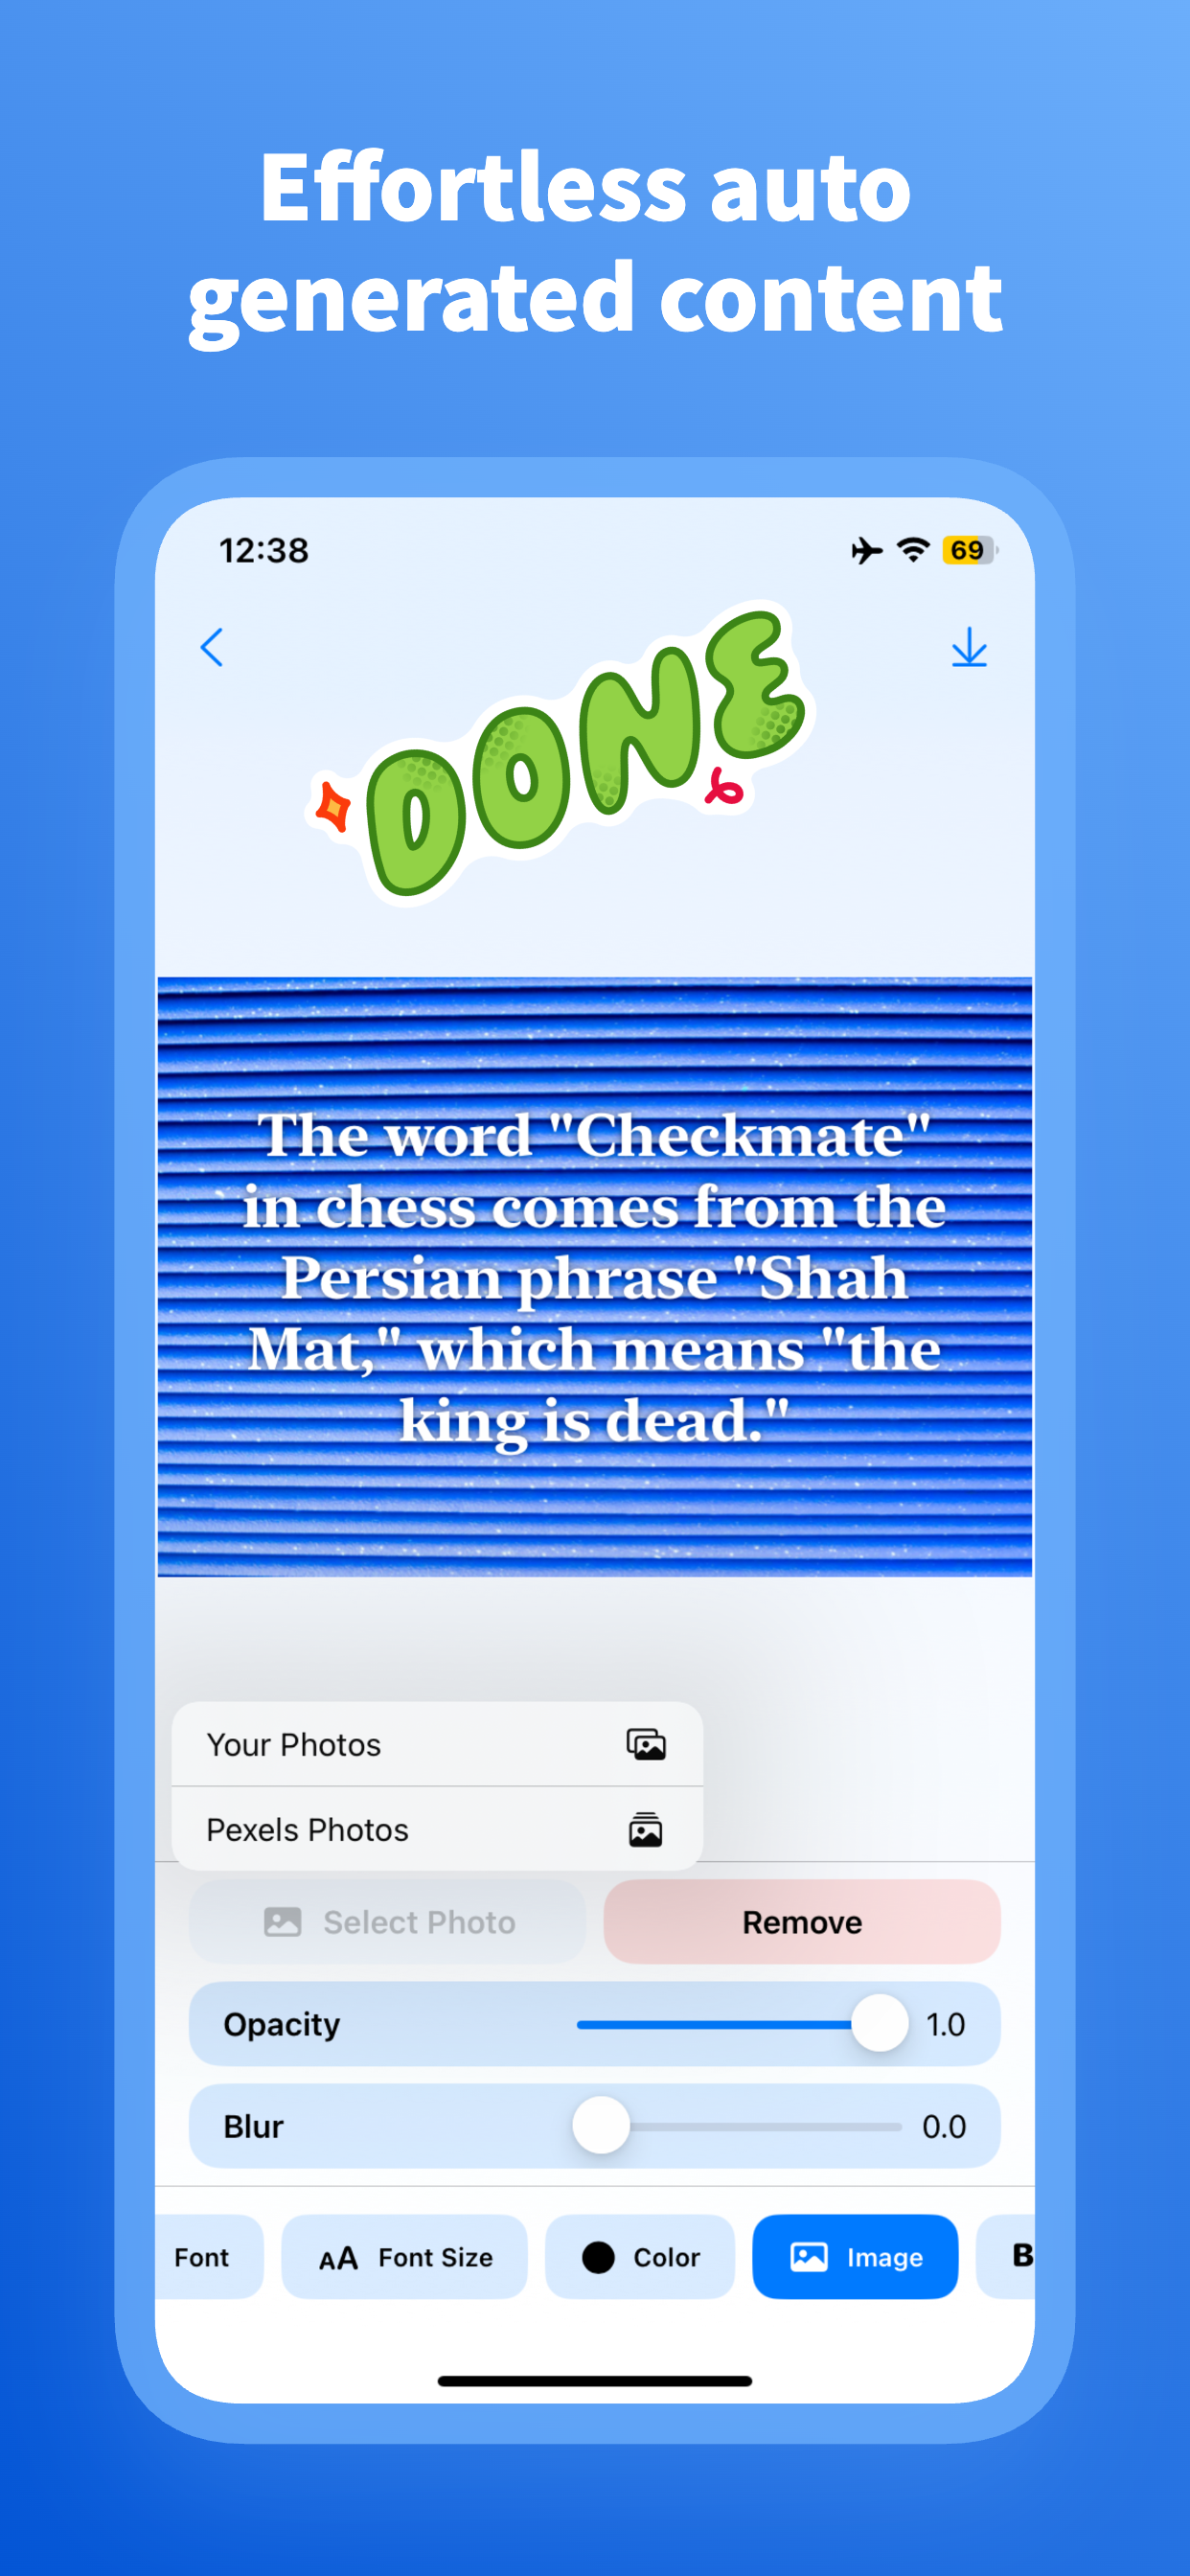 Effortless auto
generated content
12:38
69
DONE
The word "Checkmate"
in chess comes from the
Persian phrase "Shah
Mat," which means "the
king is dead."
Your Photos
Pexels Photos
Select Photo
Remove
Opacity
1.0
Blur
0.0
Font
AA Font Size
Color
Image
B